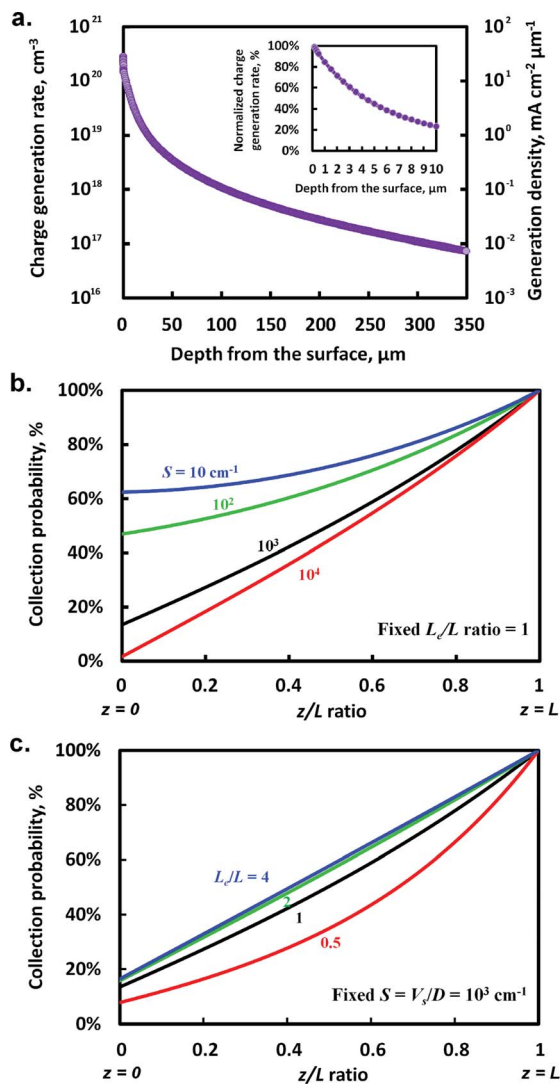 a.
10²¹
10²⁰
10¹⁹
10¹⁸
10¹⁷
10¹⁶
Charge generation rate, cm⁻³
Normalized charge
generation rate, %
100%
80%
60%
40%
20%
0%
0 1 2 3 4 5 6 7 8 9 10
Depth from the surface, µm
10²
10¹
10⁰
10⁻¹
10⁻²
10⁻³
Generation density, mA cm⁻² µm⁻¹
0 50 100 150 200 250 300 350
Depth from the surface, µm
b.
100%
80%
60%
40%
20%
0%
Collection probability, %
S = 10 cm⁻¹
10²
10³
10⁴
Fixed Lₑ/L ratio = 1
0 0.2 0.4 0.6 0.8 1
z = 0 z/L ratio z = L
c.
100%
80%
60%
40%
20%
0%
Collection probability, %
Lₑ/L = 4
2
1
0.5
Fixed S = Vₛ/D = 10³ cm⁻¹
0 0.2 0.4 0.6 0.8 1
z = 0 z/L ratio z = L